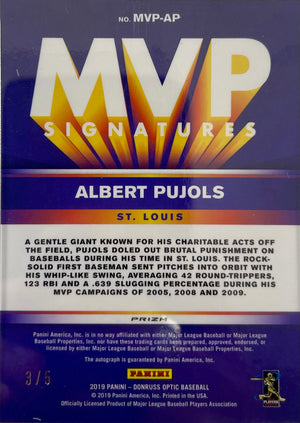 NO. MVP-AP
MVP
SIGNATURES
ALBERT PUJOLS
ST. LOUIS
A GENTLE GIANT KNOWN FOR HIS CHARITABLE ACTS OFF
THE FIELD, PUJOLS DOLED OUT BRUTAL PUNISHMENT ON
BASEBALLS DURING HIS TIME IN ST. LOUIS. THE ROCK-
SOLID FIRST BASEMAN SENT PITCHES INTO ORBIT WITH
HIS WHIP-LIKE SWING, AVERAGING 42 ROUND-TRIPPERS,
123 RBI AND A .639 SLUGGING PERCENTAGE DURING HIS
MVP CAMPAIGNS OF 2005, 2008 AND 2009.
PRIZM
Panini America, Inc. is in no way affiliated with either Major League Baseball or Major League
Baseball Properties, Inc. nor have these trading cards been prepared, approved, endorsed, or
licensed by either Major League Baseball or Major League Baseball Properties, Inc.
The autograph is guaranteed by Panini America, Inc.
3/5
PANINI
2019 PANINI – DONRUSS OPTIC BASEBALL
© 2019 Panini America, Inc. Printed in the USA.
Officially Licensed Product of Major League Baseball Players Association
PLAYERS